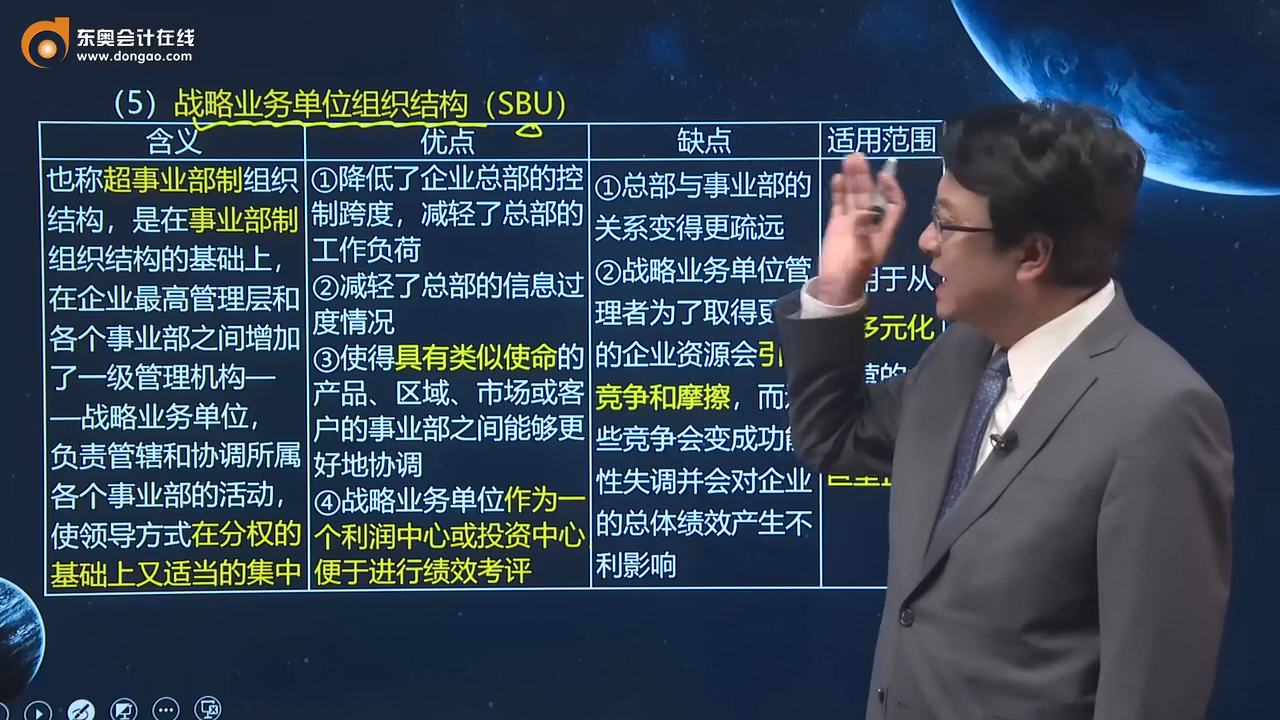 东奥会计在线
www.dongao.com
（5）战略业务单位组织结构（SBU）
含义
优点
缺点
适用范围
也称超事业部制组织
结构，是在事业部制
组织结构的基础上，
在企业最高管理层和
各个事业部之间增加
了一级管理机构—
—战略业务单位，
负责管辖和协调所属
各个事业部的活动，
使领导方式在分权的
基础上又适当的集中
①降低了企业总部的控
制跨度，减轻了总部的
工作负荷
②减轻了总部的信息过
度情况
③使得具有类似使命的
产品、区域、市场或客
户的事业部之间能够更
好地协调
④战略业务单位作为一
个利润中心或投资中心
便于进行绩效考评
①总部与事业部的
关系变得更疏远
②战略业务单位管
理者为了取得更
的企业资源会引
竞争和摩擦，而
些竞争会变成功能
性失调并会对企业
的总体绩效产生不
利影响
用于从
多元化
营的